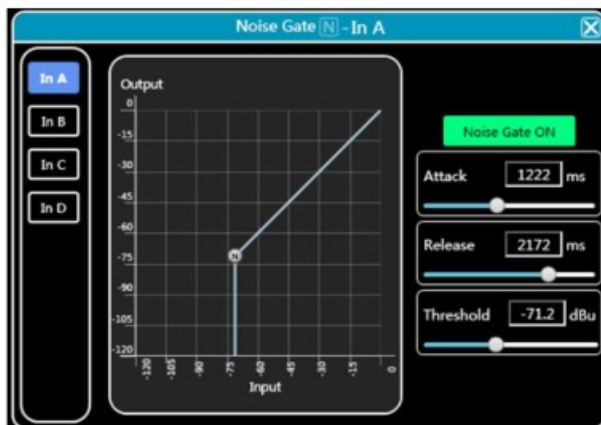 Noise Gate N -In A
In A
In B
In C
In D
Output
0
-15
-30
-45
-60
-75
-90
-105
-120
N
-120
-105
-90
-75
-60
-45
-30
-15
0
Input
Noise Gate ON
Attack 1222 ms
Release 2172 ms
Threshold -71.2 dBu